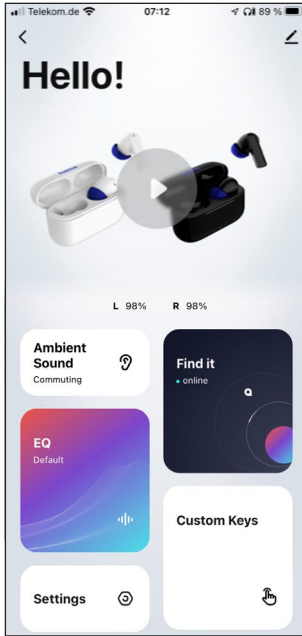 Telekom.de 07:12 89 %
Hello!
L 98% R 98%
Ambient
Sound
Commuting
Find it
online
EQ
Default
Custom Keys
Settings